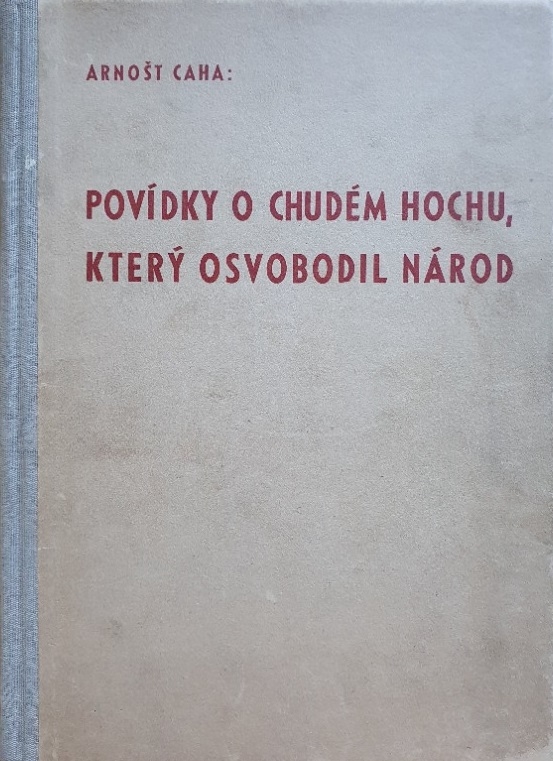 ARNOŠT CAHA:
POVÍDKY O CHUDÉM HOCHU,
KTERÝ OSVOBODIL NÁROD